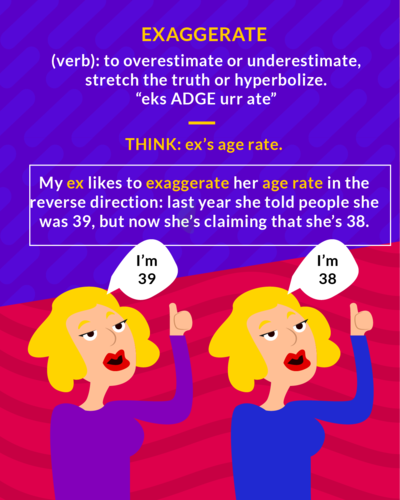 EXAGGERATE
(verb): to overestimate or underestimate,
stretch the truth or hyperbolize.
“eks ADGE urr ate”
THINK: ex’s age rate.
My ex likes to exaggerate her age rate in the
reverse direction: last year she told people she
was 39, but now she’s claiming that she’s 38.
I’m
39
I’m
38